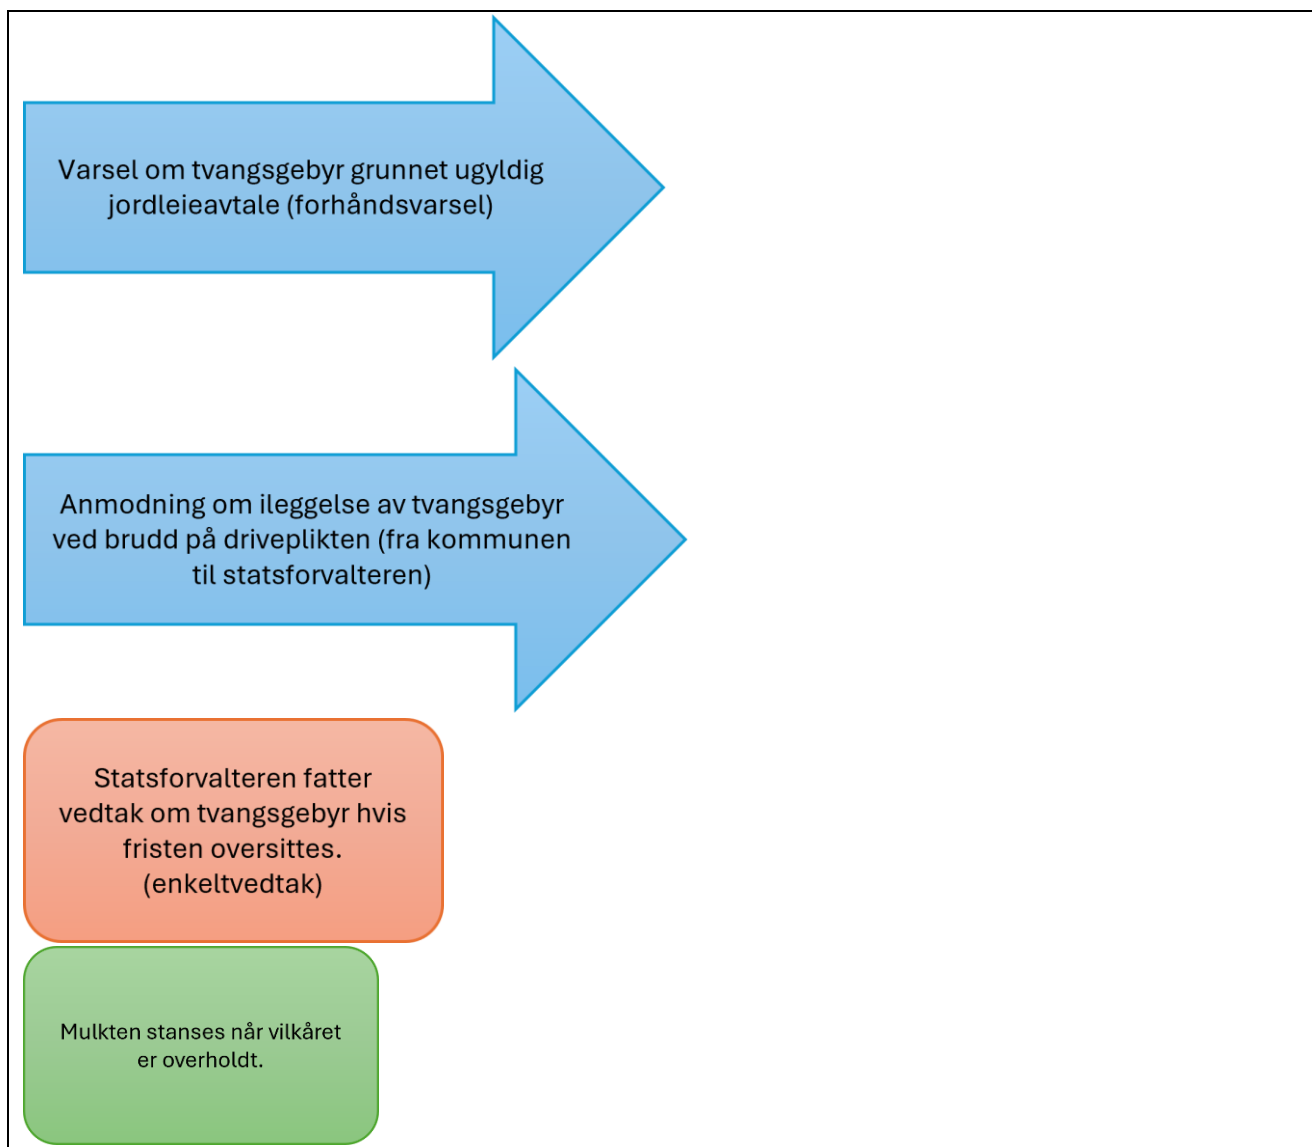 Varsel om tvangsgebyr grunnet ugyldig
jordleieavtale (forhåndsvarsel)
Anmodning om ileggelse av tvangsgebyr
ved brudd på driveplikten (fra kommunen
til statsforvalteren)
Statsforvalteren fatter
vedtak om tvangsgebyr hvis
fristen oversittes.
(enkeltvedtak)
Mulkten stanses når vilkåret
er overholdt.